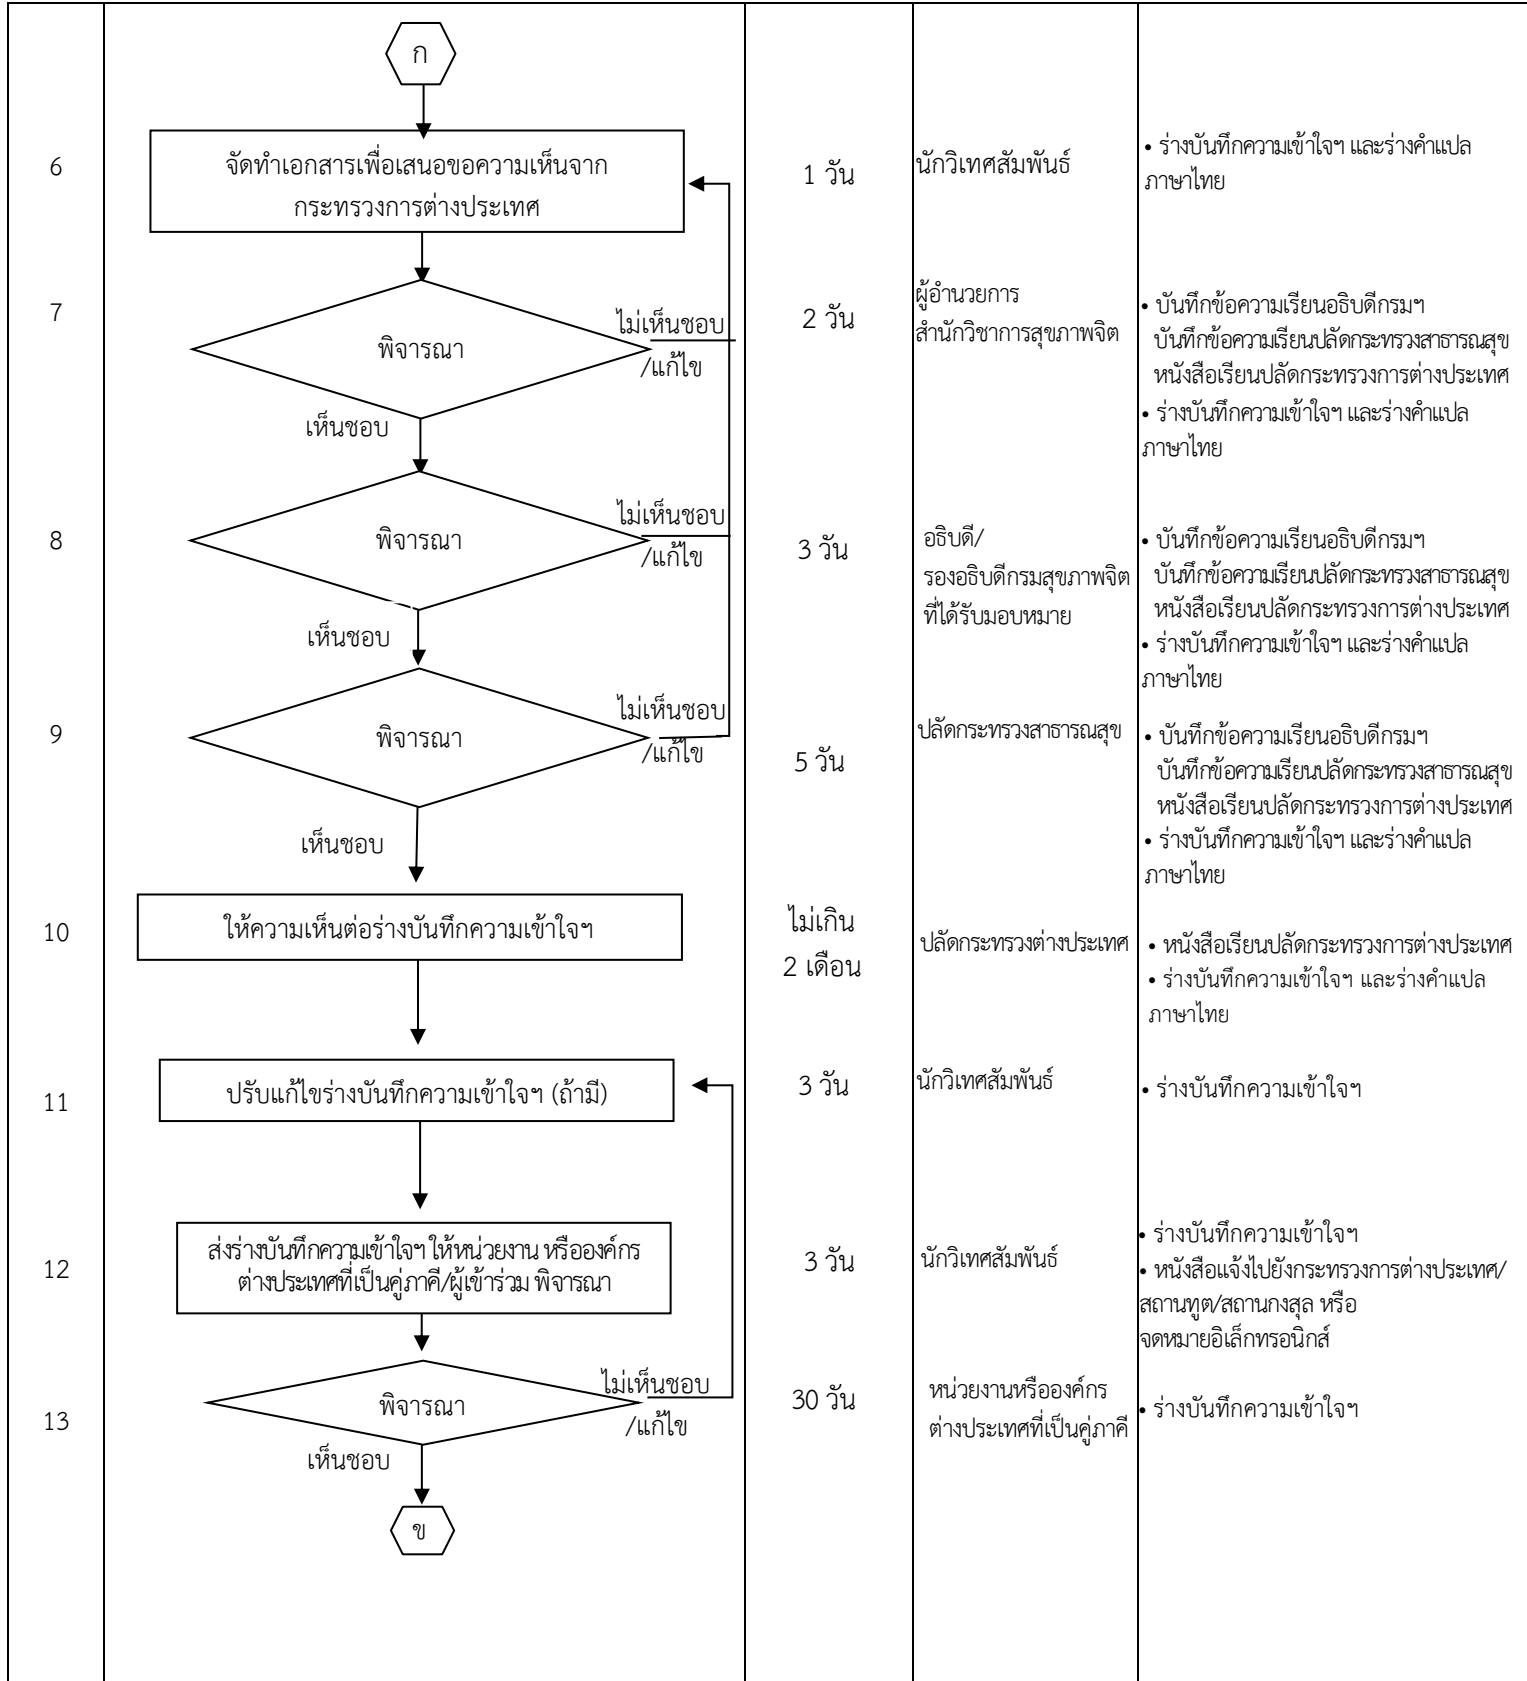 ก
6
จัดทำเอกสารเพื่อเสนอขอความเห็นจาก
กระทรวงการต่างประเทศ
1 วัน
นักวิเทศสัมพันธ์
• ร่างบันทึกความเข้าใจฯ และร่างคำแปล
ภาษาไทย
7
พิจารณา
ไม่เห็นชอบ
/แก้ไข
เห็นชอบ
2 วัน
ผู้อำนวยการ
สำนักวิชาการสุขภาพจิต
• บันทึกข้อความเรียนอธิบดีกรมฯ
บันทึกข้อความเรียนปลัดกระทรวงสาธารณสุข
หนังสือเรียนปลัดกระทรวงการต่างประเทศ
• ร่างบันทึกความเข้าใจฯ และร่างคำแปล
ภาษาไทย
8
พิจารณา
ไม่เห็นชอบ
/แก้ไข
เห็นชอบ
3 วัน
อธิบดี/
รองอธิบดีกรมสุขภาพจิต
ที่ได้รับมอบหมาย
• บันทึกข้อความเรียนอธิบดีกรมฯ
บันทึกข้อความเรียนปลัดกระทรวงสาธารณสุข
หนังสือเรียนปลัดกระทรวงการต่างประเทศ
• ร่างบันทึกความเข้าใจฯ และร่างคำแปล
ภาษาไทย
9
พิจารณา
ไม่เห็นชอบ
/แก้ไข
เห็นชอบ
5 วัน
ปลัดกระทรวงสาธารณสุข
• บันทึกข้อความเรียนอธิบดีกรมฯ
บันทึกข้อความเรียนปลัดกระทรวงสาธารณสุข
หนังสือเรียนปลัดกระทรวงการต่างประเทศ
• ร่างบันทึกความเข้าใจฯ และร่างคำแปล
ภาษาไทย
10
ให้ความเห็นต่อร่างบันทึกความเข้าใจฯ
ไม่เกิน
2 เดือน
ปลัดกระทรวงต่างประเทศ
• หนังสือเรียนปลัดกระทรวงการต่างประเทศ
• ร่างบันทึกความเข้าใจฯ และร่างคำแปล
ภาษาไทย
11
ปรับแก้ไขร่างบันทึกความเข้าใจฯ (ถ้ามี)
3 วัน
นักวิเทศสัมพันธ์
• ร่างบันทึกความเข้าใจฯ
12
ส่งร่างบันทึกความเข้าใจฯ ให้หน่วยงาน หรือองค์กร
ต่างประเทศที่เป็นคู่ภาคี/ผู้เข้าร่วม พิจารณา
3 วัน
นักวิเทศสัมพันธ์
• ร่างบันทึกความเข้าใจฯ
• หนังสือแจ้งไปยังกระทรวงการต่างประเทศ/
สถานทูต/สถานกงสุล หรือ
จดหมายอิเล็กทรอนิกส์
13
พิจารณา
ไม่เห็นชอบ
/แก้ไข
เห็นชอบ
30 วัน
หน่วยงานหรือองค์กร
ต่างประเทศที่เป็นคู่ภาคี
• ร่างบันทึกความเข้าใจฯ
ข